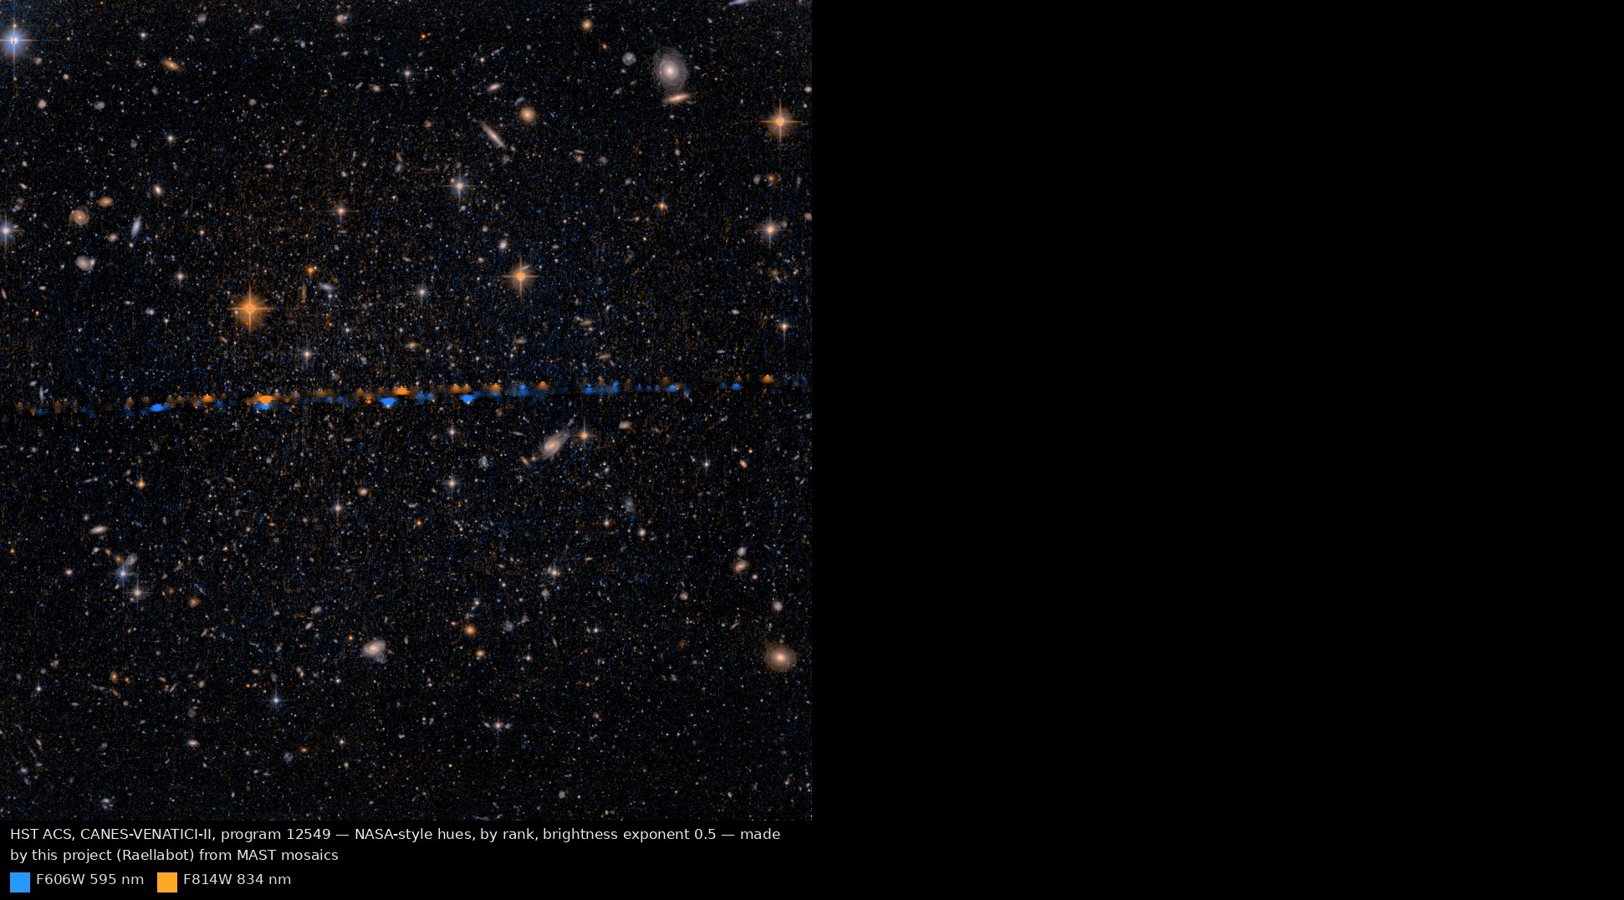 HST ACS, CANES-VENATICI-II, program 12549 — NASA-style hues, by rank, brightness exponent 0.5 — made
by this project (Raellabot) from MAST mosaics
F606W 595 nm F814W 834 nm